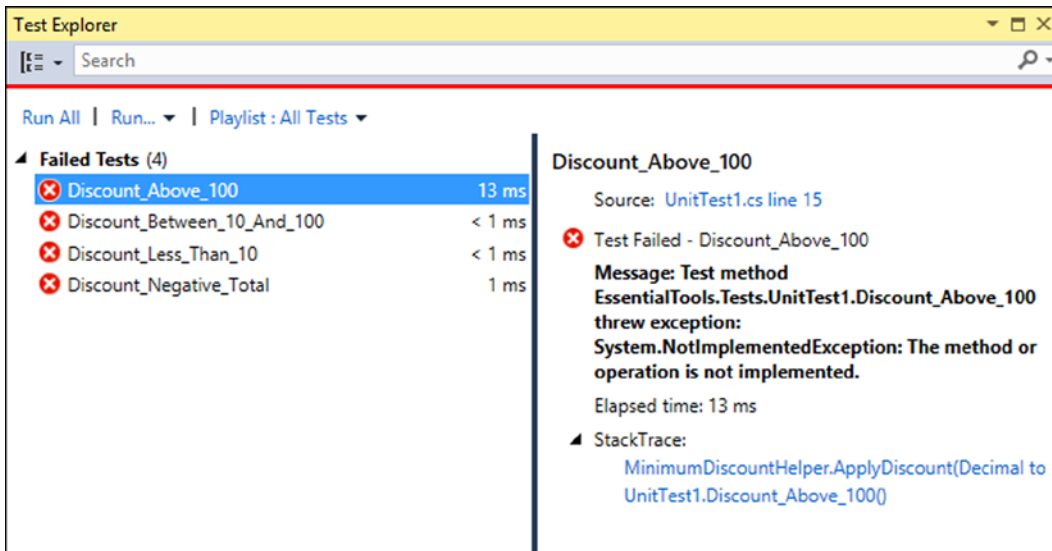 Test Explorer
Search
Run All | Run... | Playlist : All Tests
Failed Tests (4)
Discount_Above_100 13 ms
Discount_Between_10_And_100 < 1 ms
Discount_Less_Than_10 < 1 ms
Discount_Negative_Total 1 ms
Discount_Above_100
Source: UnitTest1.cs line 15
Test Failed - Discount_Above_100
Message: Test method
EssentialTools.Tests.UnitTest1.Discount_Above_100
threw exception:
System.NotImplementedException: The method or
operation is not implemented.
Elapsed time: 13 ms
StackTrace:
MinimumDiscountHelper.ApplyDiscount(Decimal to
UnitTest1.Discount_Above_100()